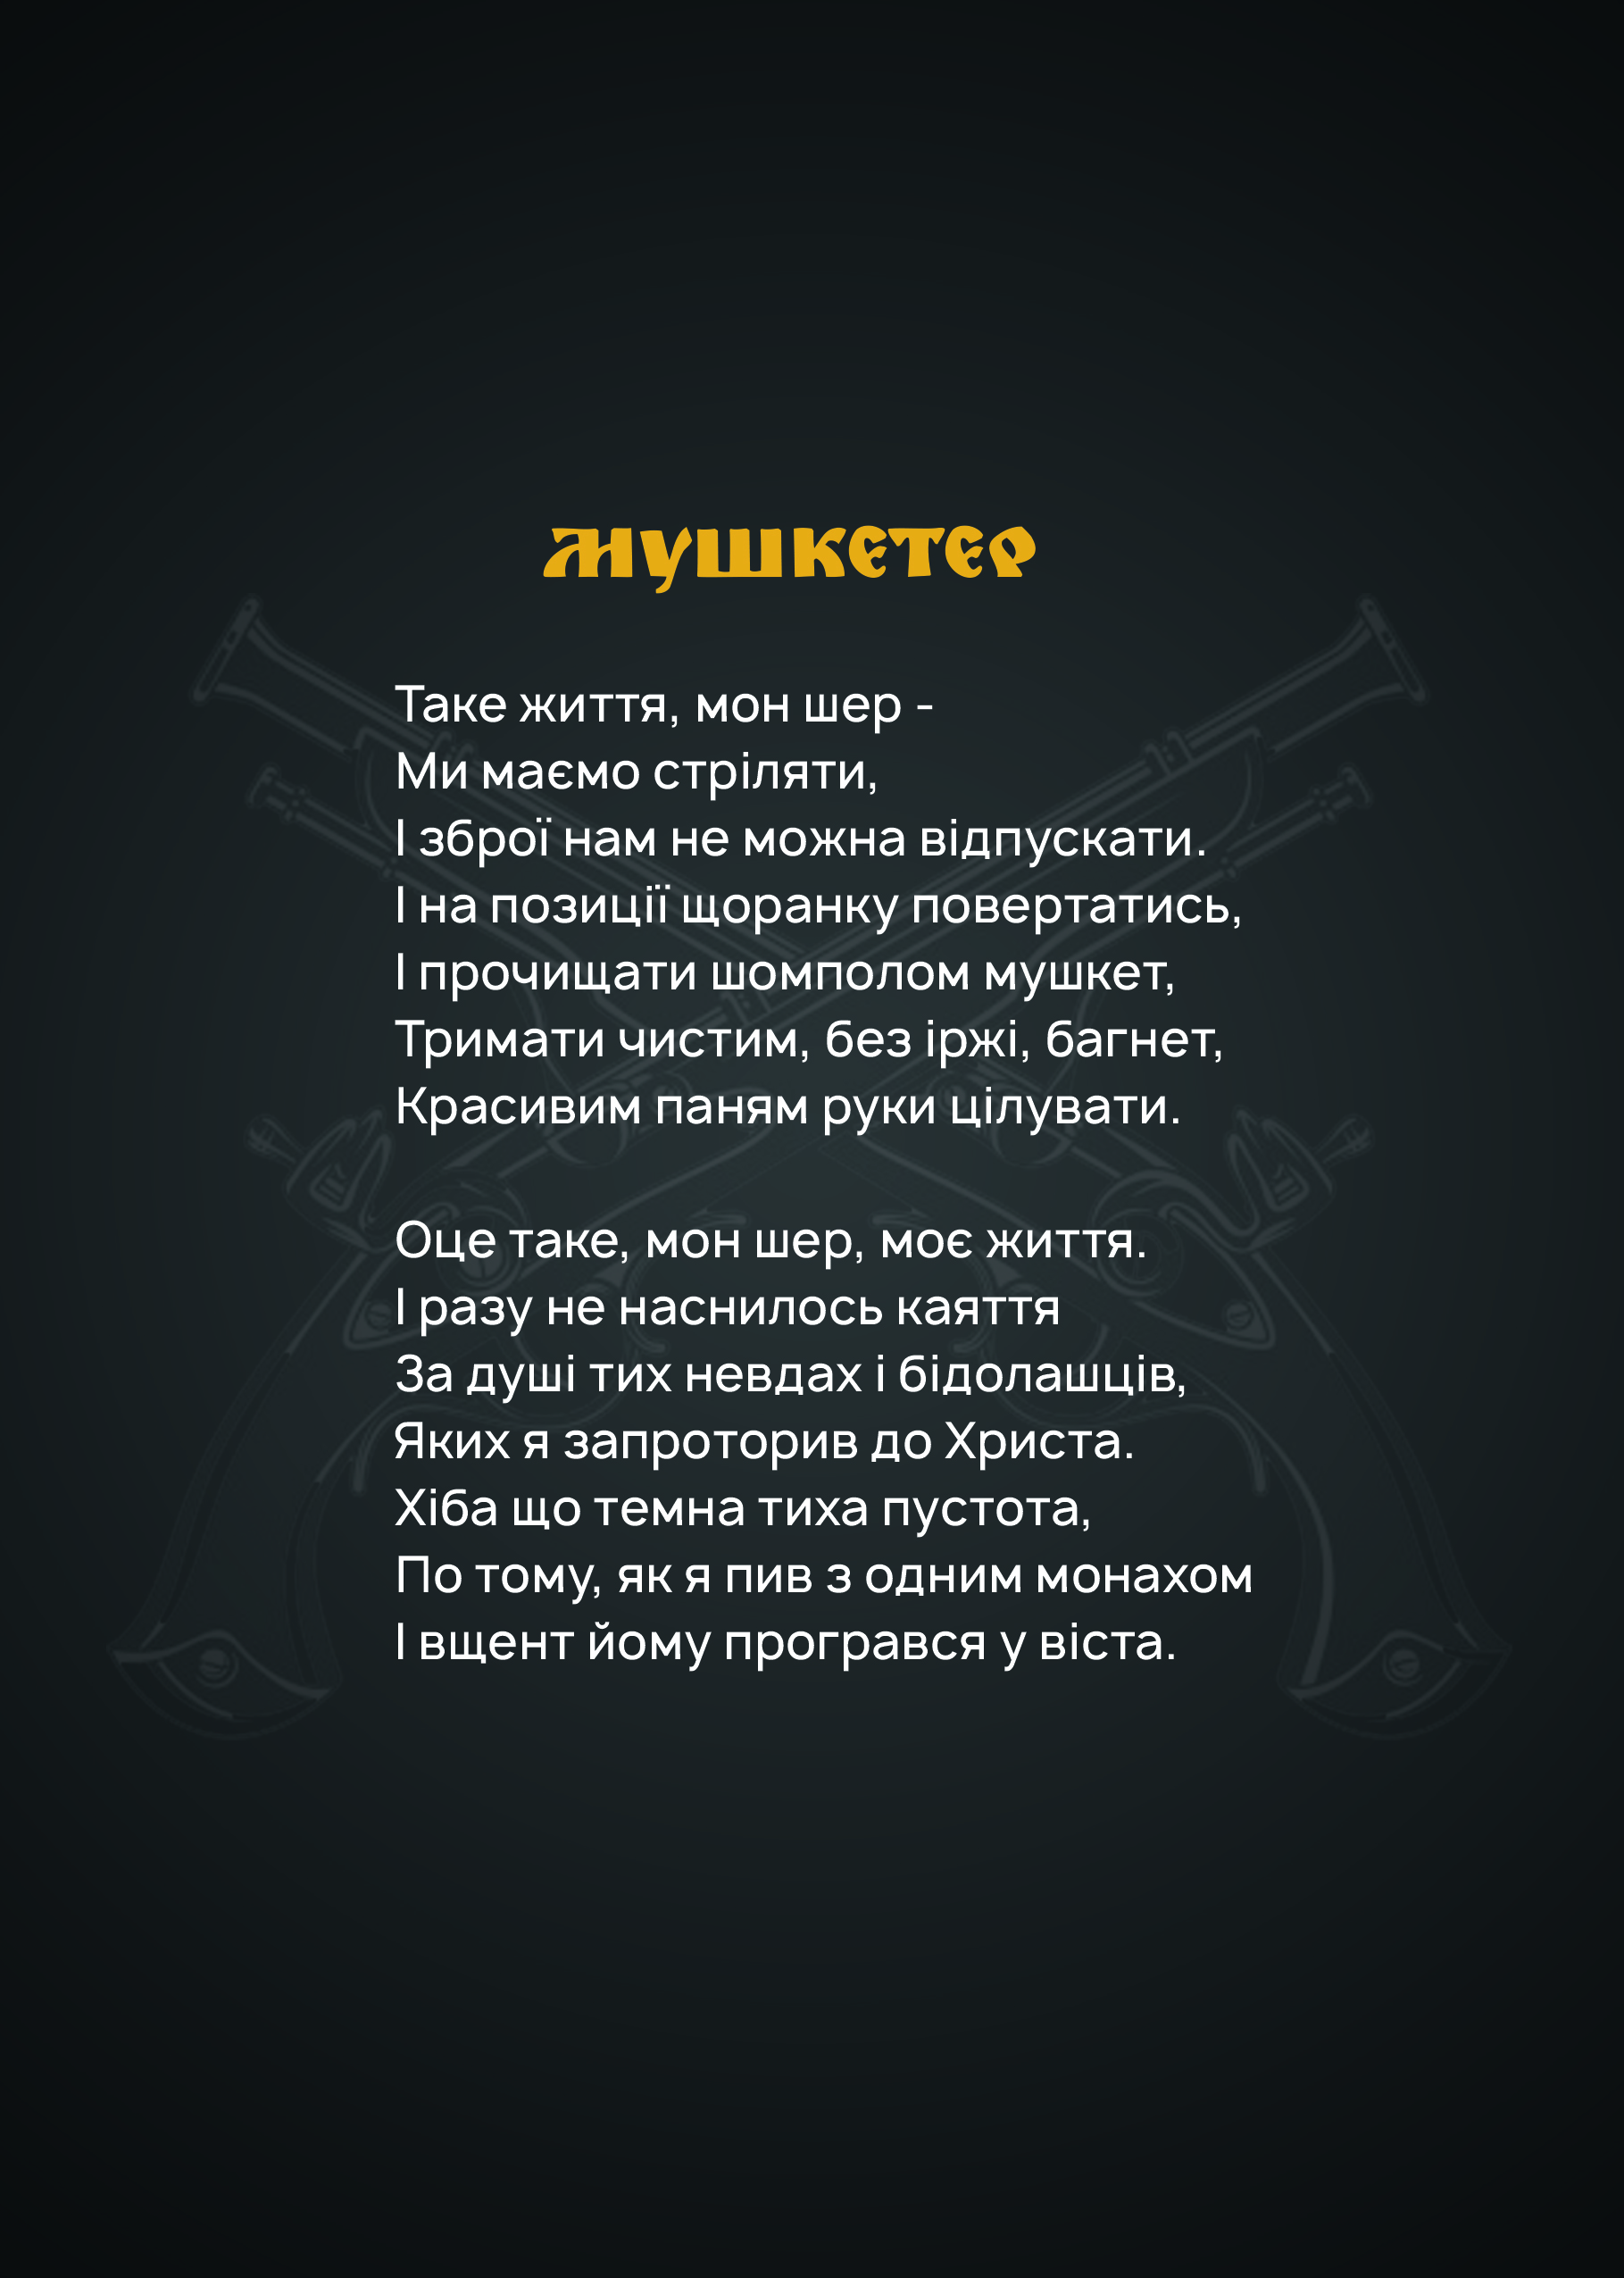 мушкетер
Таке життя, мон шер -
Ми маємо стріляти,
І зброї нам не можна відпускати.
І на позиції щоранку повертатись,
І прочищати шомполом мушкет,
Тримати чистим, без іржі, багнет,
Красивим паням руки цілувати.
Оце таке, мон шер, моє життя.
І разу не наснилось каяття
За душі тих невдах і бідолашців,
Яких я запроторив до Христа.
Хіба що темна тиха пустота,
По тому, як я пив з одним монахом
І вщент йому програвся у віста.